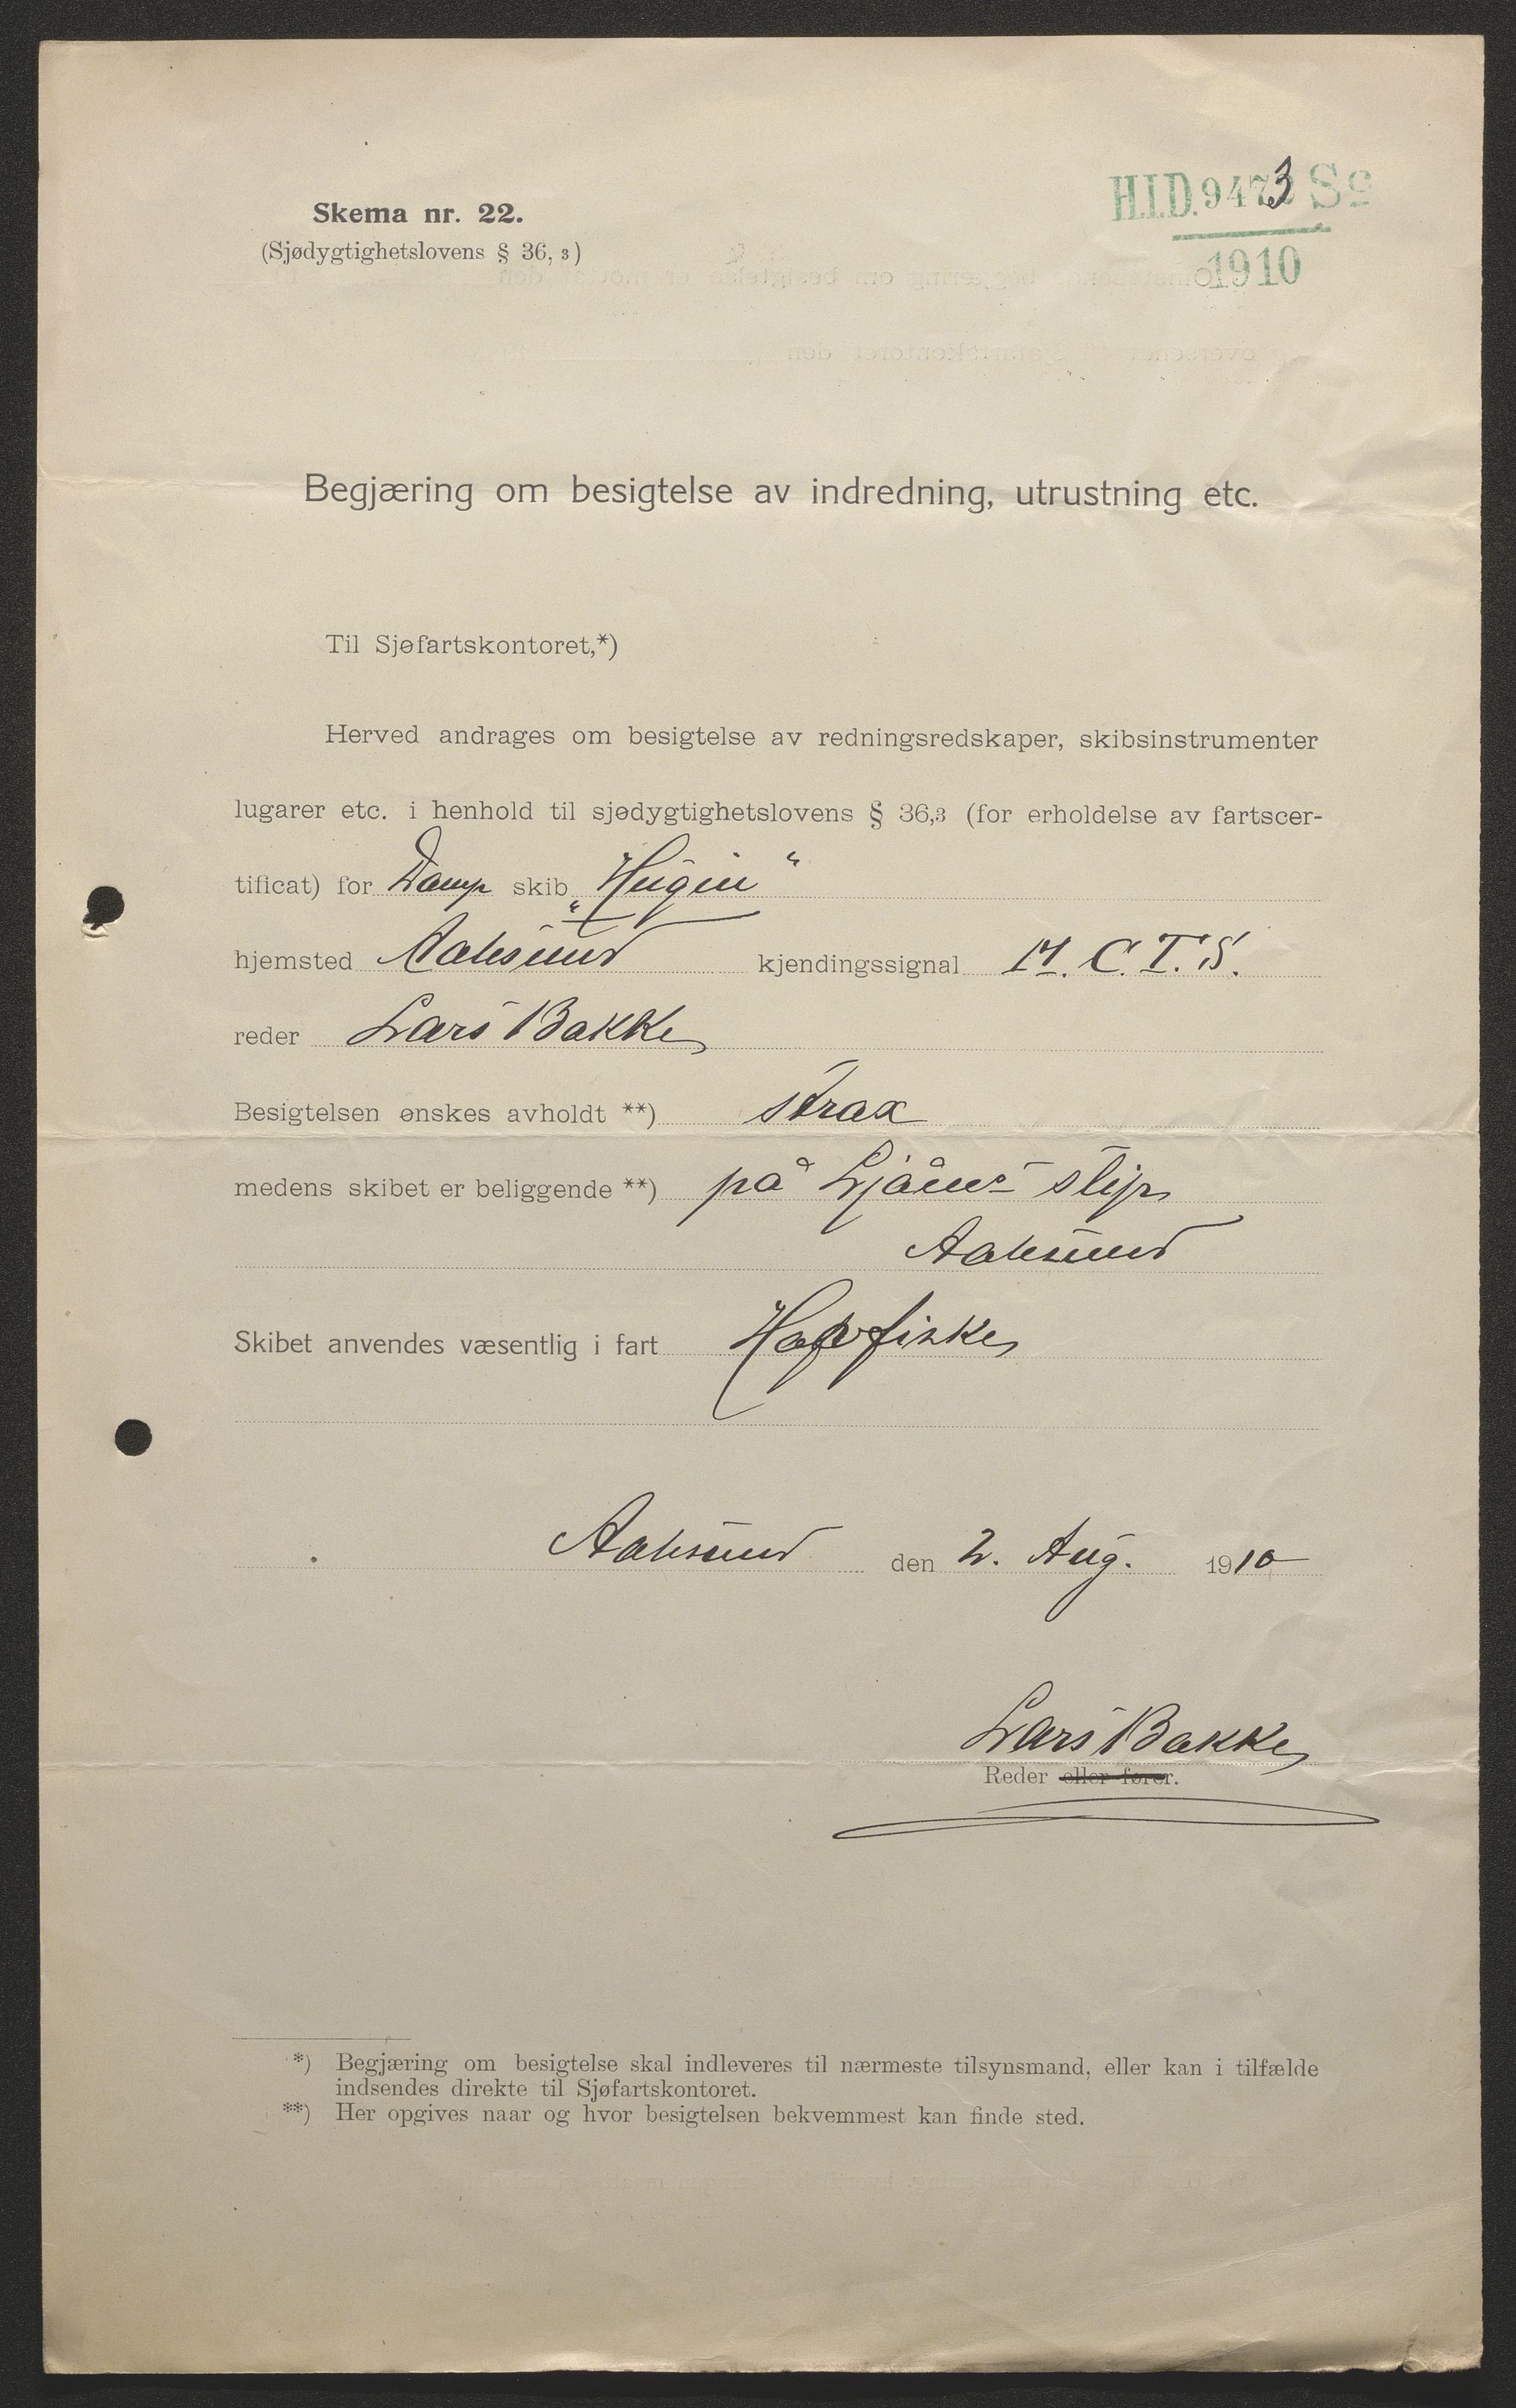 H.I.D. 9473 Sc
1910
Skema nr. 22.
(Sjødygtighetslovens § 36, 3)
Begjæring om besigtelse av indredning, utrustning etc.
Til Sjøfartskontoret,*)
Herved andrages om besigtelse av redningsredskaper, skibsinstrumenter
lugarer etc. i henhold til sjødygtighetslovens § 36,3 (for erholdelse av fartscer-
tificat) for Damp skib „Hugin“
hjemsted Aalesund kjendingssignal M. C. T. S.
reder Lars Bakke
Besigtelsen ønskes avholdt **) strax
medens skibet er beliggende **) på slip
Aalesund
Skibet anvendes væsentlig i fart Havfiske
Aalesund den 2. Aug. 1910
Lars Bakke
Reder eller fører.
*) Begjæring om besigtelse skal indleveres til nærmeste tilsynsmand, eller kan i tilfælde
indsendes direkte til Sjøfartskontoret.
**) Her opgives naar og hvor besigtelsen bekvemmest kan finde sted.